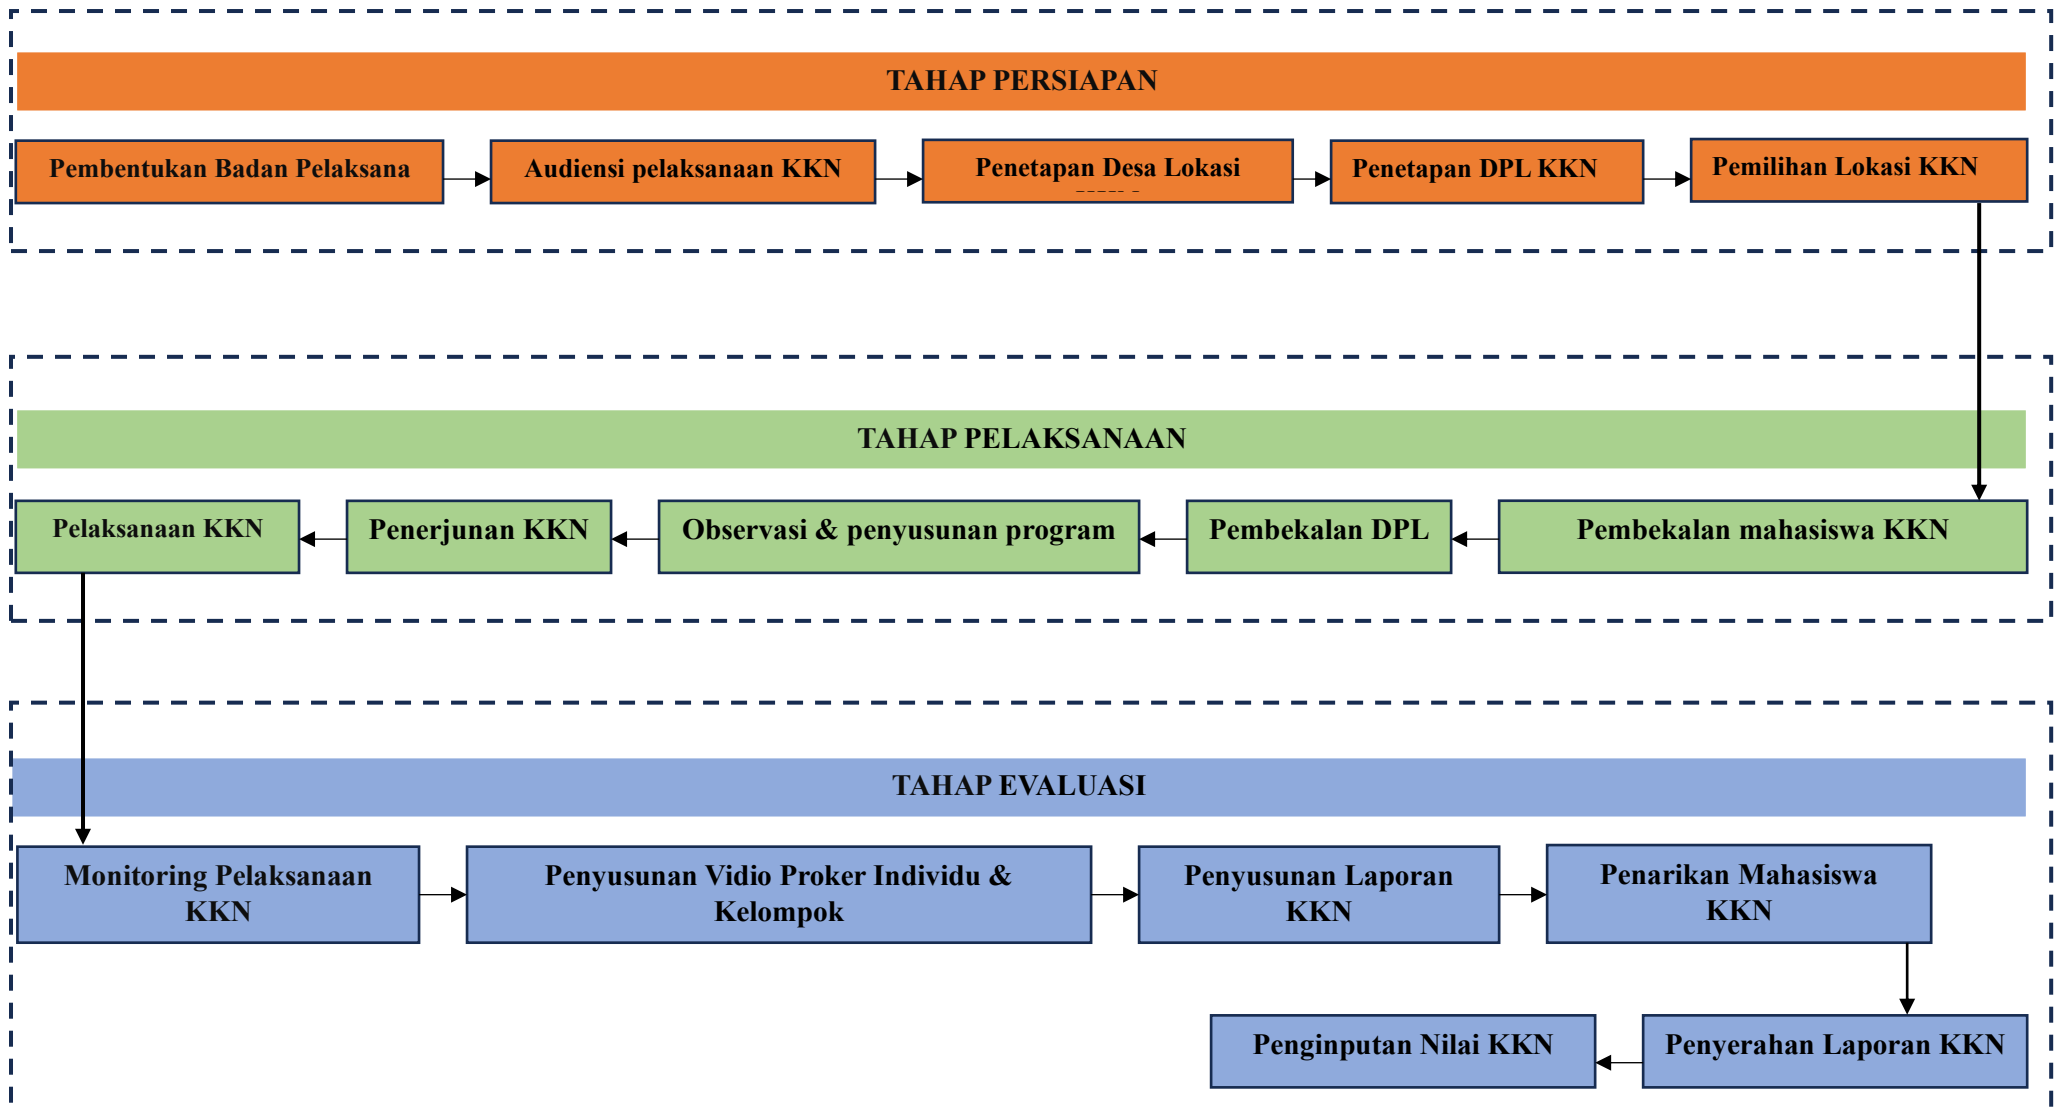 TAHAP PERSIAPAN
Pembentukan Badan Pelaksana
Audiensi pelaksanaan KKN
Penetapan Desa Lokasi
Penetapan DPL KKN
Pemilihan Lokasi KKN
TAHAP PELAKSANAAN
Pelaksanaan KKN
Penerjunan KKN
Observasi & penyusunan program
Pembekalan DPL
Pembekalan mahasiswa KKN
TAHAP EVALUASI
Monitoring Pelaksanaan
KKN
Penyusunan Vidio Proker Individu &
Kelompok
Penyusunan Laporan
KKN
Penarikan Mahasiswa
KKN
Penginputan Nilai KKN
Penyerahan Laporan KKN